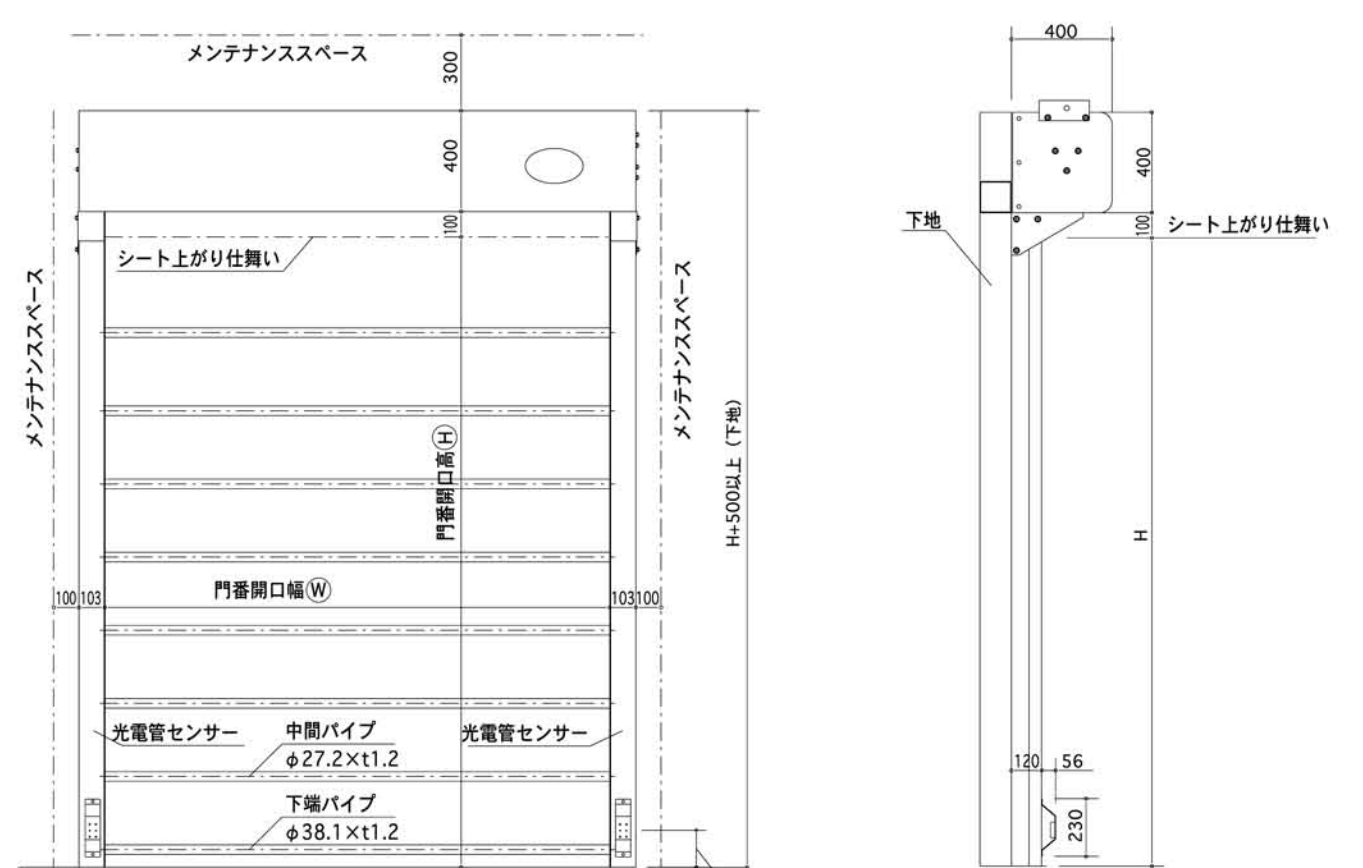 メンテナンススペース
300
400
100
シート上がり仕舞い
メンテナンススペース
メンテナンススペース
門番開口高Ⓗ
H+500以上（下地）
100
103
門番開口幅Ⓦ
103
100
光電管センサー
中間パイプ
φ27.2×t1.2
光電管センサー
下端パイプ
φ38.1×t1.2
400
400
下地
100
シート上がり仕舞い
H
120
56
230